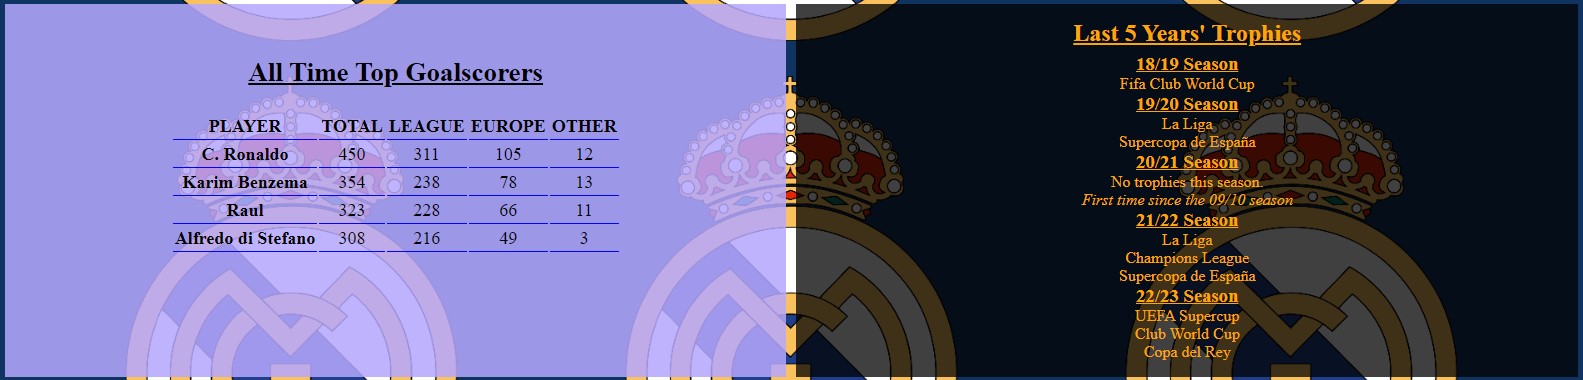 All Time Top Goalscorers
PLAYER TOTAL LEAGUE EUROPE OTHER
C. Ronaldo 450 311 105 12
Karim Benzema 354 238 78 13
Raul 323 228 66 11
Alfredo di Stefano 308 216 49 3
Last 5 Years' Trophies
18/19 Season
Fifa Club World Cup
19/20 Season
La Liga
Supercopa de España
20/21 Season
No trophies this season.
First time since the 09/10 season
21/22 Season
La Liga
Champions League
Supercopa de España
22/23 Season
UEFA Supercup
Club World Cup
Copa del Rey